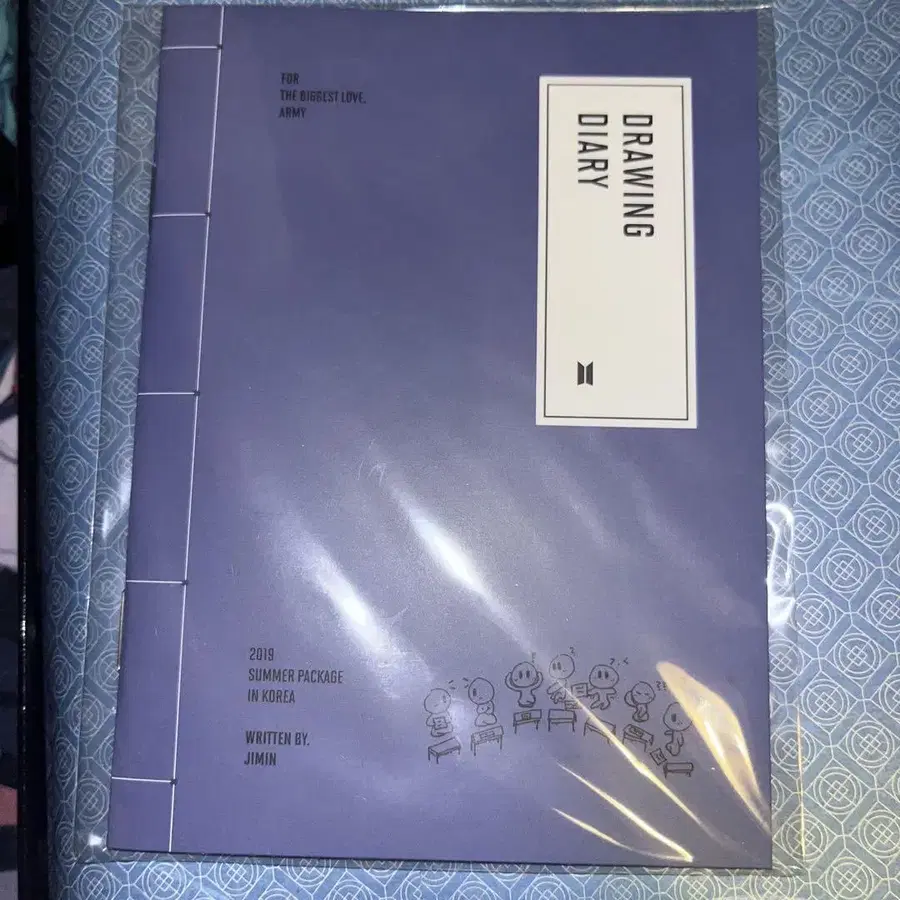 FOR
THE BIGGEST LOVE,
ARMY
DRAWING
DIARY
2019
SUMMER PACKAGE
IN KOREA
WRITTEN BY.
JIMIN